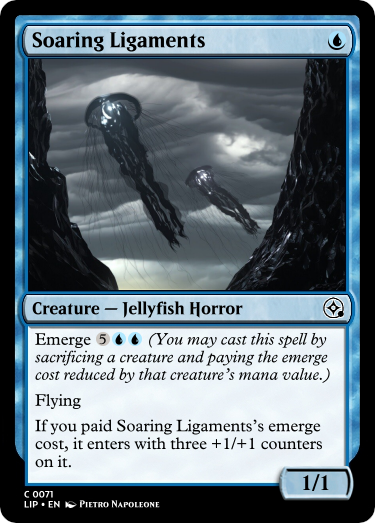 Soaring Ligaments
Creature — Jellyfish Horror
Emerge 5 (You may cast this spell by
sacrificing a creature and paying the emerge
cost reduced by that creature's mana value.)
Flying
If you paid Soaring Ligaments's emerge
cost, it enters with three +1/+1 counters
on it.
1/1
C 0071
LIP • EN Pietro Napoleone